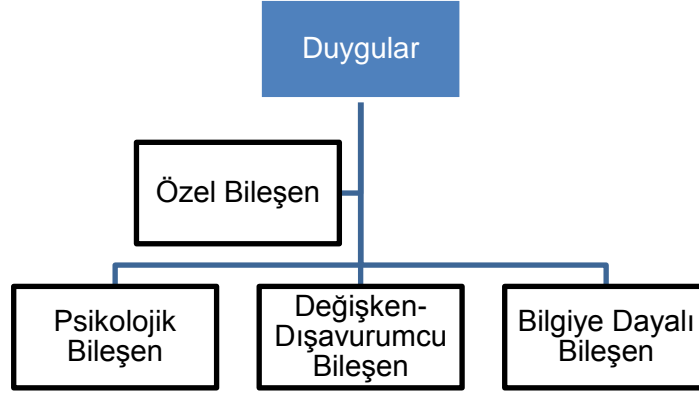 Duygular
Özel Bileşen
Psikolojik
Bileşen
Değişken-
Dışavurumcu
Bileşen
Bilgiye Dayalı
Bileşen